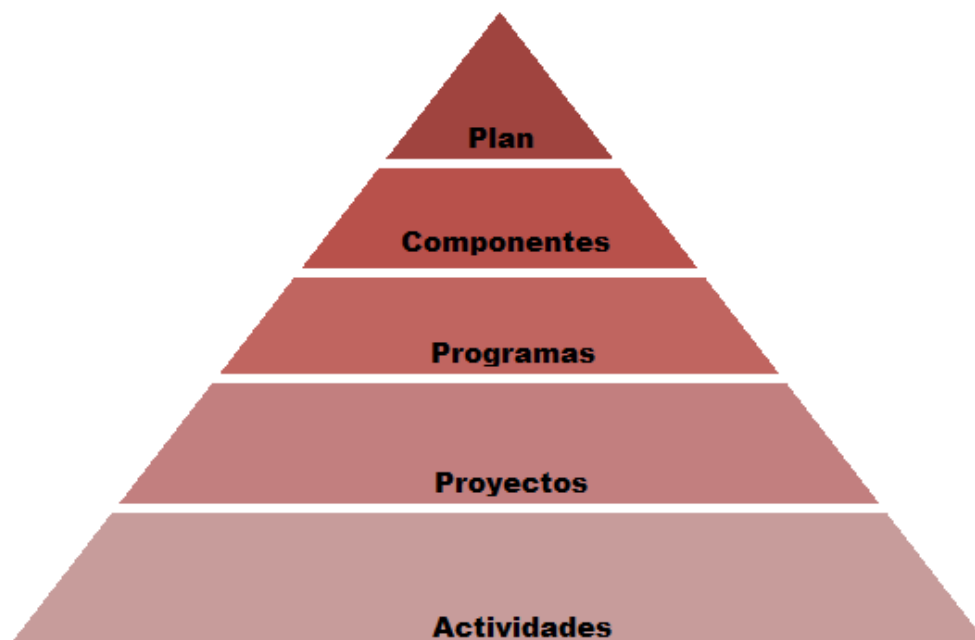 Plan
Componentes
Programas
Proyectos
Actividades